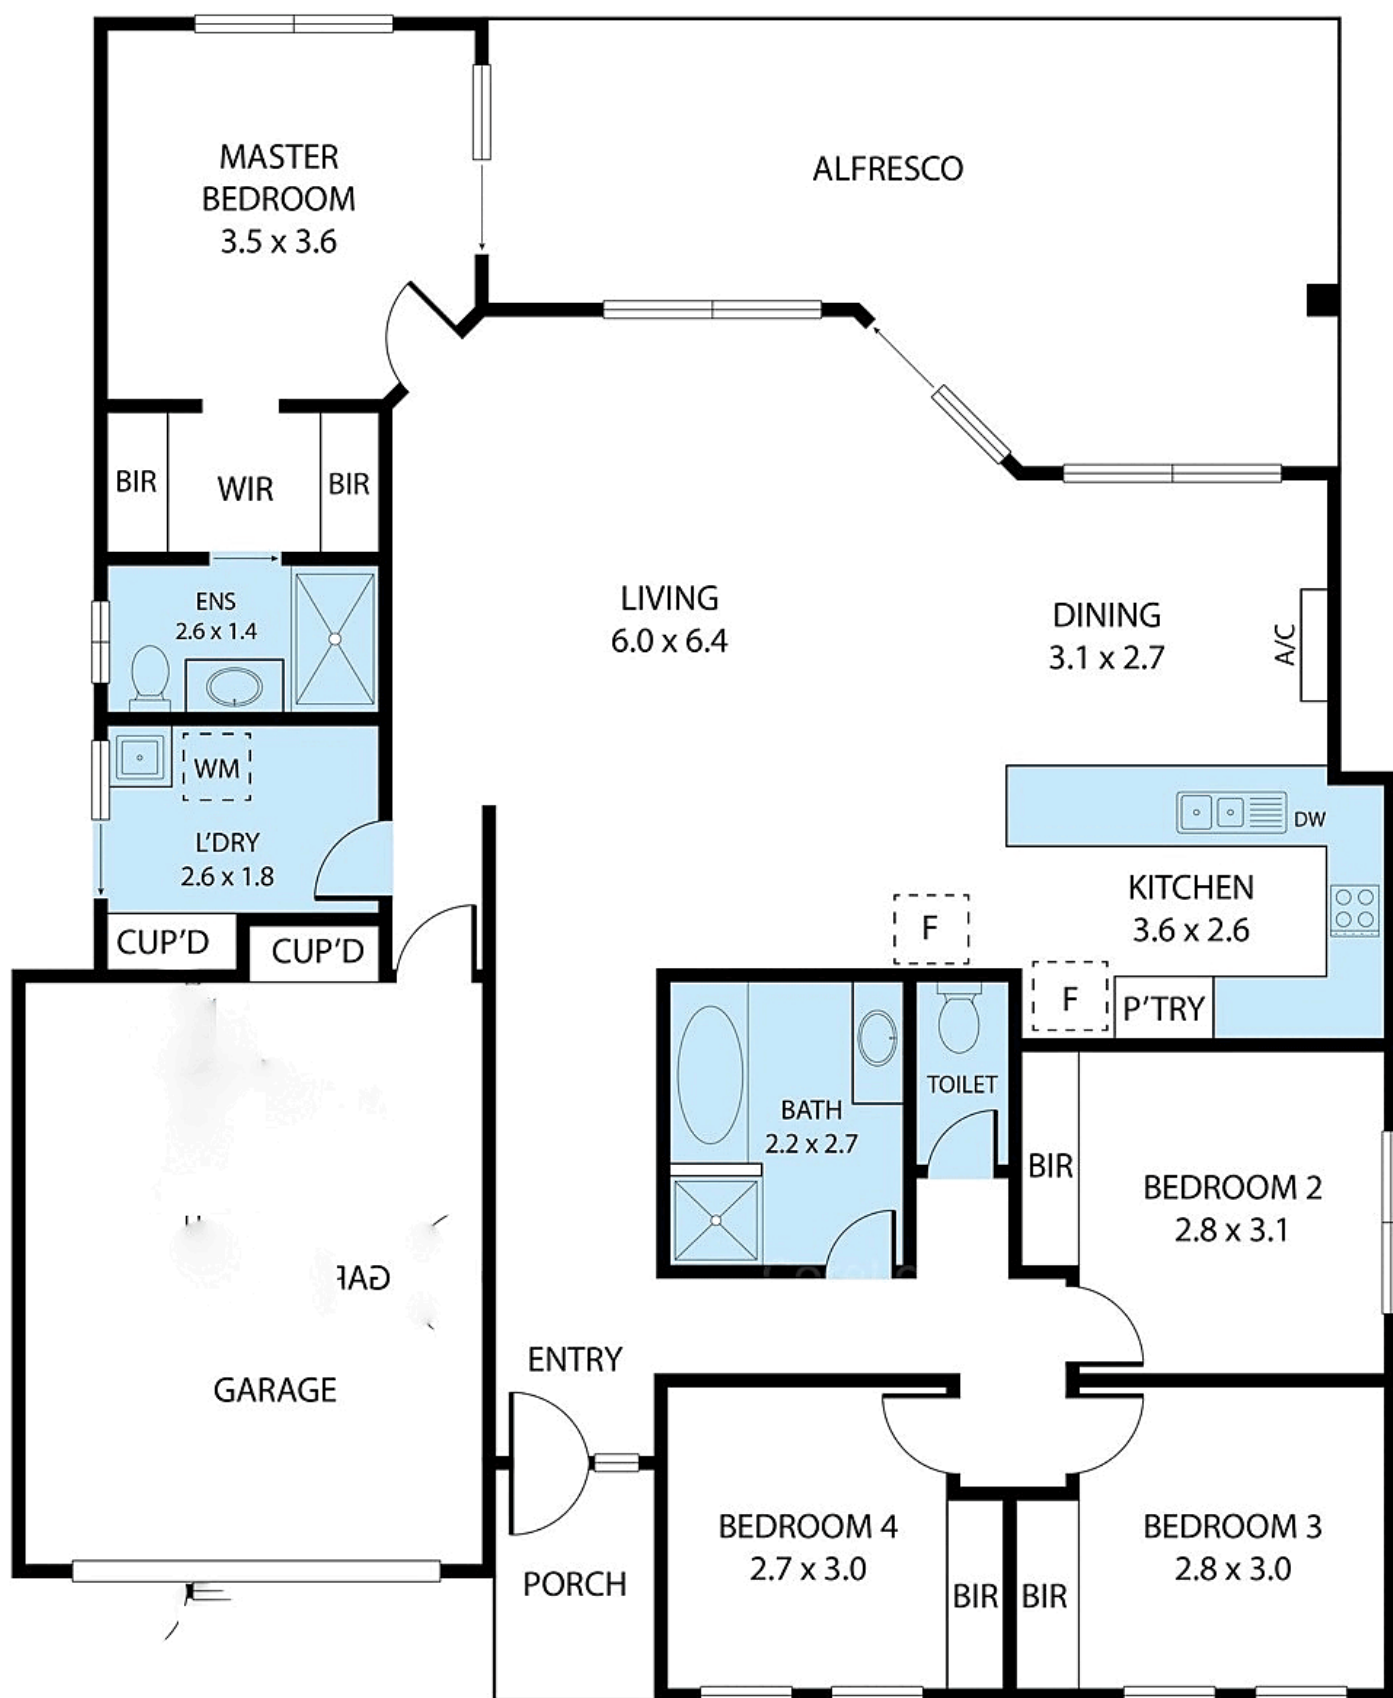 MASTER
BEDROOM
3.5 x 3.6
ALFRESCO
BIR
WIR
BIR
ENS
2.6 x 1.4
LIVING
6.0 x 6.4
DINING
3.1 x 2.7
A/C
WM
L'DRY
2.6 x 1.8
DW
KITCHEN
3.6 x 2.6
F
CUP'D
CUP'D
F
P'TRY
TOILET
BATH
2.2 x 2.7
BIR
BEDROOM 2
2.8 x 3.1
GARAGE
ENTRY
BEDROOM 4
2.7 x 3.0
BEDROOM 3
2.8 x 3.0
PORCH
BIR
BIR